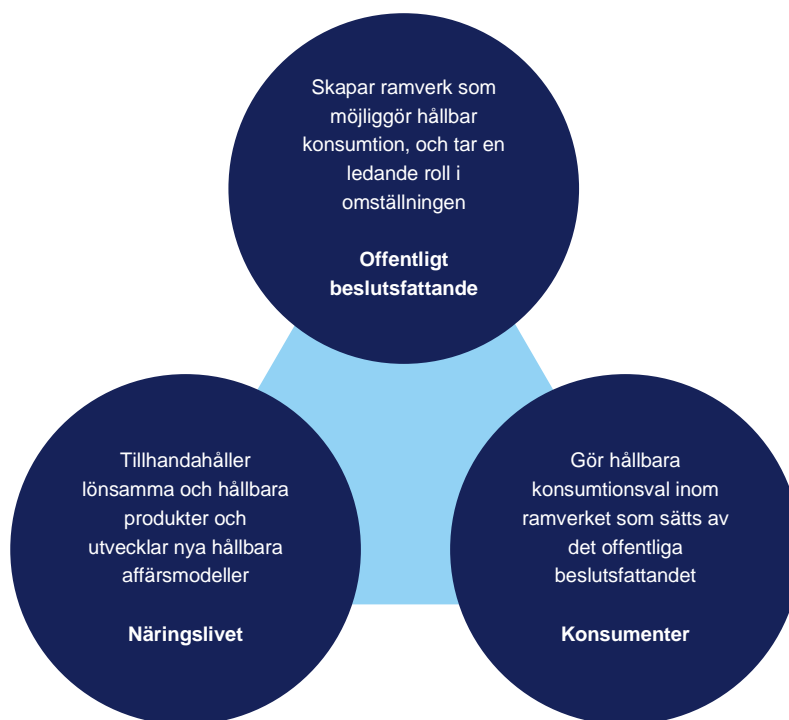 Skapar ramverk som
möjliggör hållbar
konsumtion, och tar en
ledande roll i
omställningen
Offentligt
beslutsfattande
Tillhandahåller
lönsamma och hållbara
produkter och
utvecklar nya hållbara
affärsmodeller
Näringslivet
Gör hållbara
konsumtionsval inom
ramverket som sätts av
det offentliga
beslutsfattandet
Konsumenter